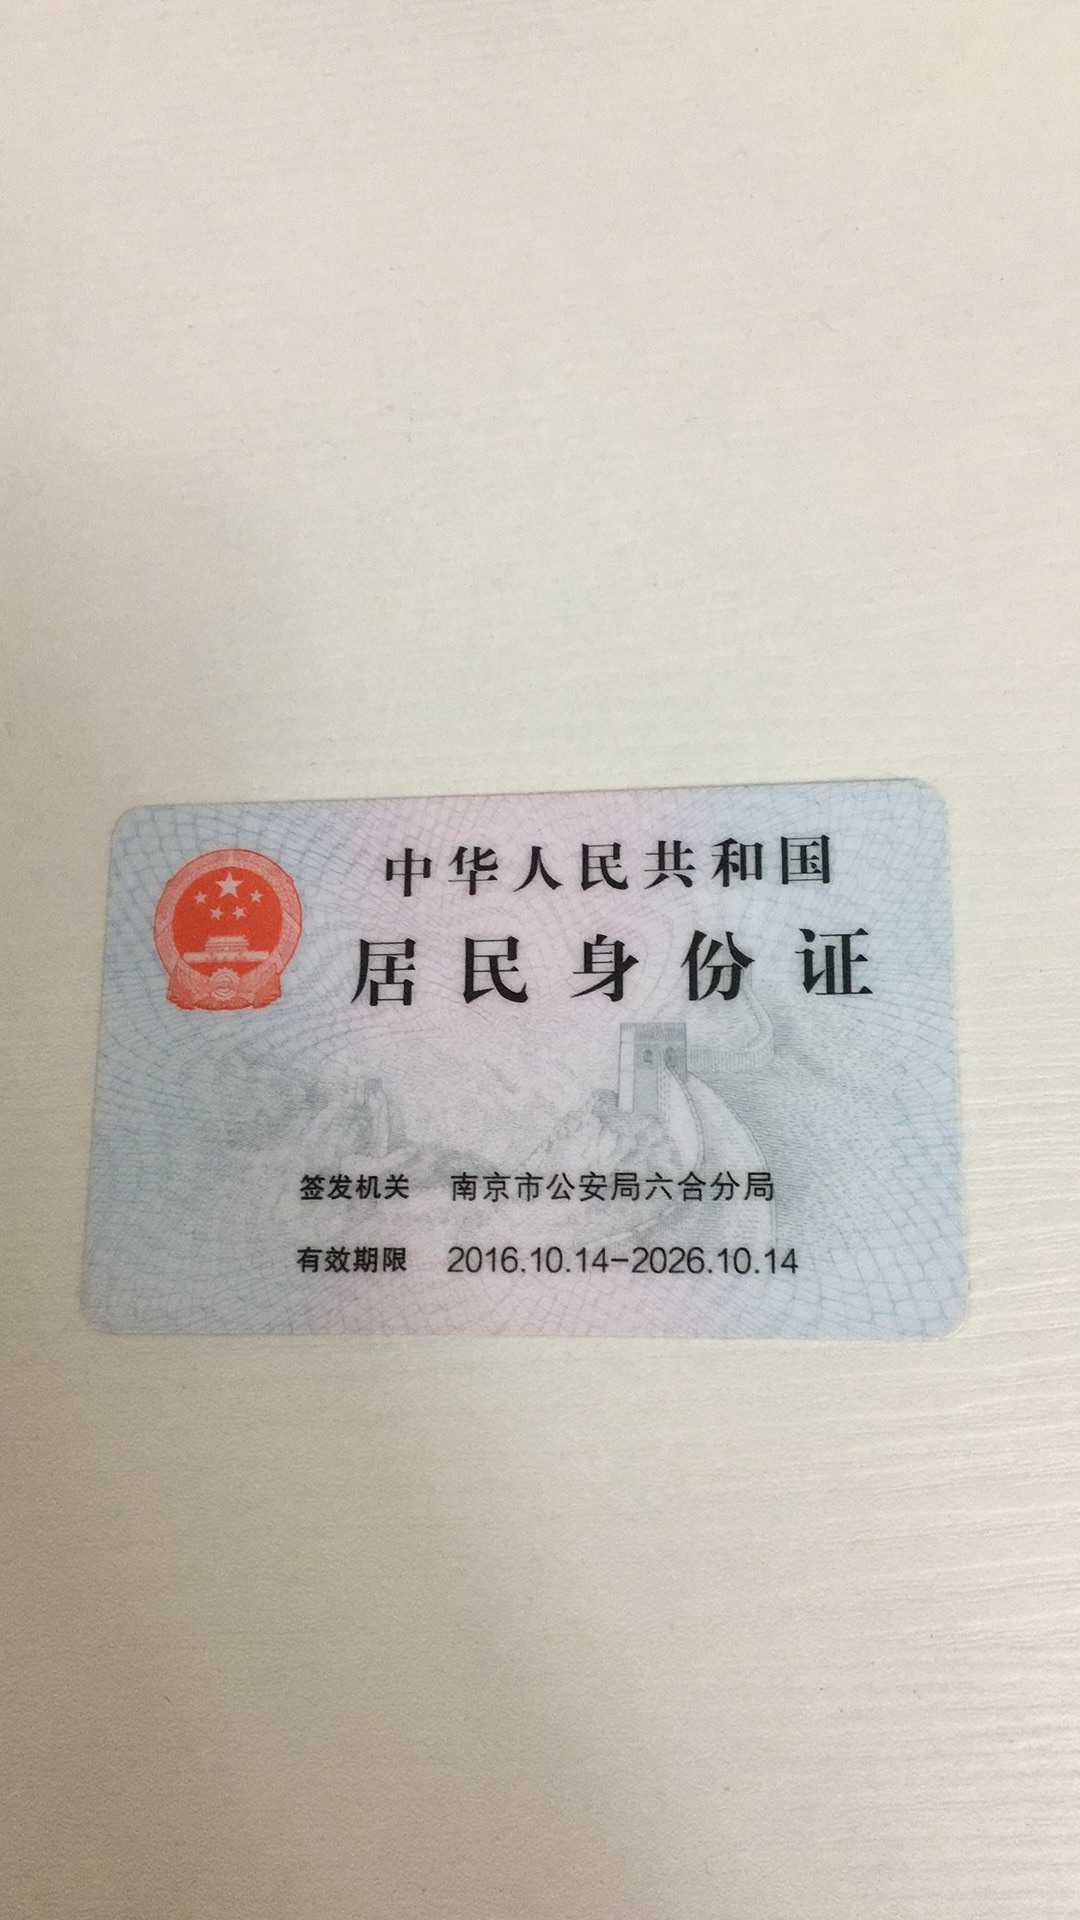 中华人民共和国
居民身份证
签发机关 南京市公安局六合分局
有效期限 2016.10.14-2026.10.14